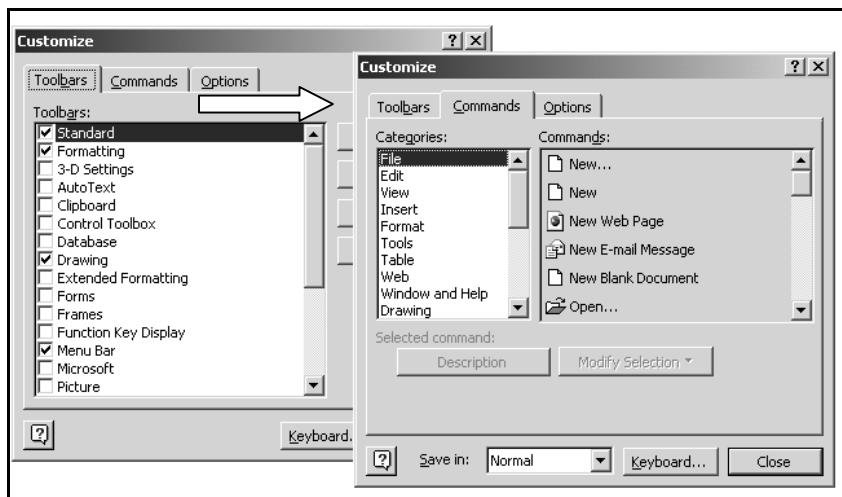 Customize
Toolbars Commands Options
Toolbars:
Standard
Formatting
3-D Settings
AutoText
Clipboard
Control Toolbox
Database
Drawing
Extended Formatting
Forms
Frames
Function Key Display
Menu Bar
Microsoft
Picture
Keyboard.
Customize
Toolbars Commands Options
Categories:
File
Edit
View
Insert
Format
Tools
Table
Web
Window and Help
Drawing
Commands:
New...
New
New Web Page
New E-mail Message
New Blank Document
Open...
Selected command:
Description Modify Selection
Save in: Normal Keyboard... Close